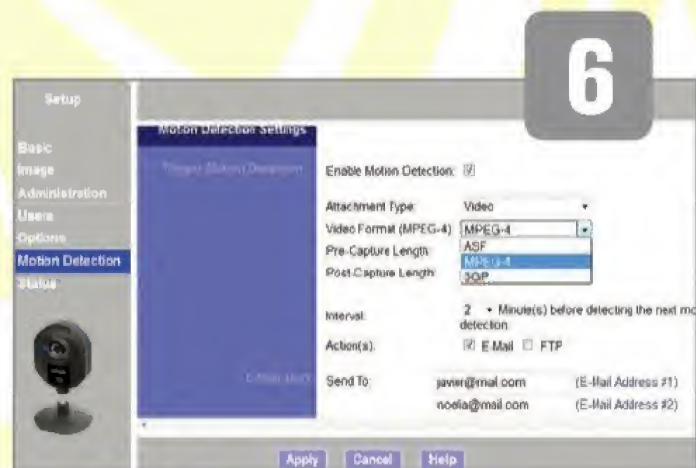 6
Setup
Basic
Image
Administration
Users
Options
Motion Detection
Status
Motion Detection Settings
Enable Motion Detection:
Attachment Type: Video
Video Format (MPEG-4) MPEG-4
ASF
MPEG-4
3GP
Pre-Capture Length
Post-Capture Length:
Interval: 2 Minute(s) before detecting the next mo
detection
Action(s): E-Mail FTP
Send To: javier@mail.com (E-Mail Address #1)
noelia@mail.com (E-Mail Address #2)
Apply Cancel Help